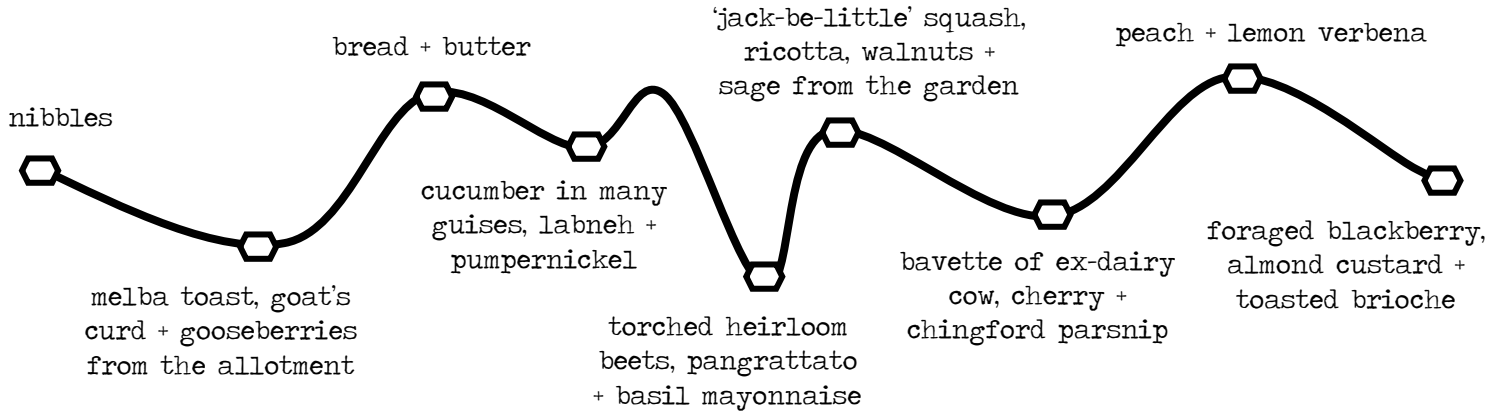 nibbles
melba toast, goat's
curd + gooseberries
from the allotment
bread + butter
cucumber in many
guises, labneh +
pumpernickel
torched heirloom
beets, pangrattato
+ basil mayonnaise
'jack-be-little' squash,
ricotta, walnuts +
sage from the garden
bavette of ex-dairy
cow, cherry +
chingford parsnip
peach + lemon verbena
foraged blackberry,
almond custard +
toasted brioche